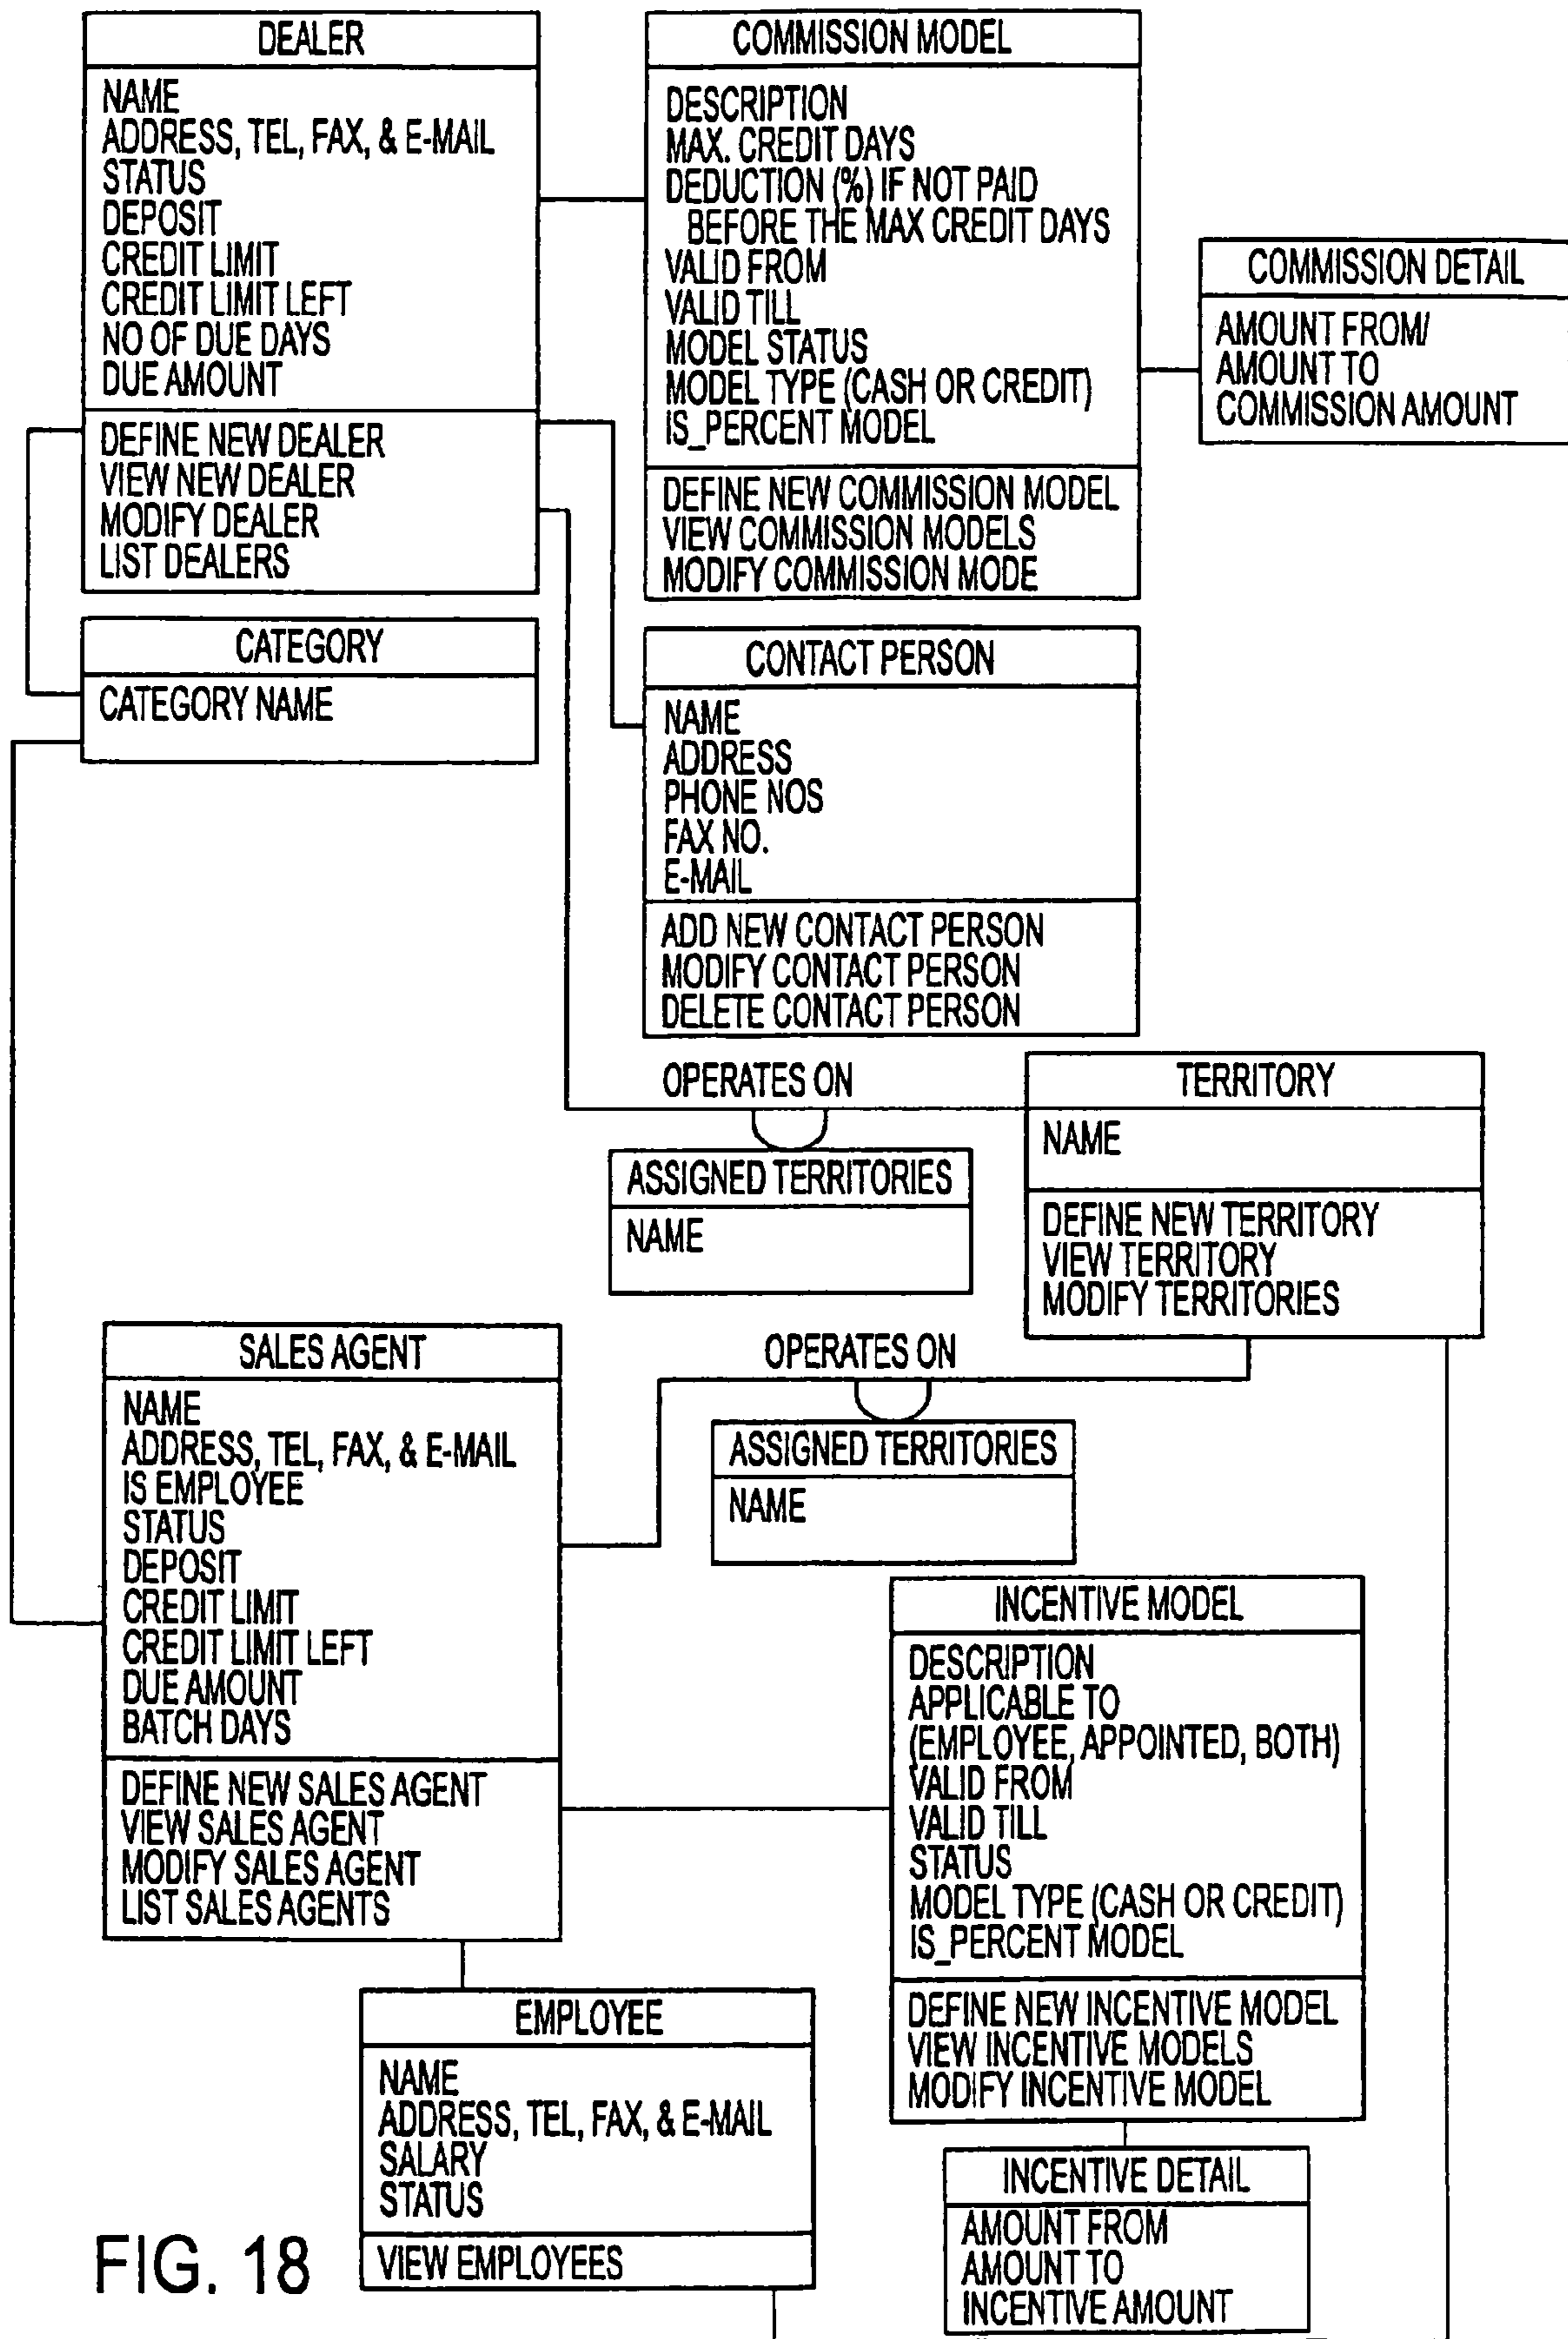 DEALER
NAME
ADDRESS, TEL, FAX, & E-MAIL
STATUS
DEPOSIT
CREDIT LIMIT
CREDIT LIMIT LEFT
NO OF DUE DAYS
DUE AMOUNT
DEFINE NEW DEALER
VIEW NEW DEALER
MODIFY DEALER
LIST DEALERS
COMMISSION MODEL
DESCRIPTION
MAX. CREDIT DAYS
DEDUCTION (%) IF NOT PAID
BEFORE THE MAX CREDIT DAYS
VALID FROM
VALID TILL
MODEL STATUS
MODEL TYPE (CASH OR CREDIT)
IS_PERCENT MODEL
DEFINE NEW COMMISSION MODEL
VIEW COMMISSION MODELS
MODIFY COMMISSION MODE
COMMISSION DETAIL
AMOUNT FROM/
AMOUNT TO
COMMISSION AMOUNT
CATEGORY
CATEGORY NAME
CONTACT PERSON
NAME
ADDRESS
PHONE NOS
FAX NO.
E-MAIL
ADD NEW CONTACT PERSON
MODIFY CONTACT PERSON
DELETE CONTACT PERSON
OPERATES ON
ASSIGNED TERRITORIES
NAME
TERRITORY
NAME
DEFINE NEW TERRITORY
VIEW TERRITORY
MODIFY TERRITORIES
SALES AGENT
NAME
ADDRESS, TEL, FAX, & E-MAIL
IS EMPLOYEE
STATUS
DEPOSIT
CREDIT LIMIT
CREDIT LIMIT LEFT
DUE AMOUNT
BATCH DAYS
DEFINE NEW SALES AGENT
VIEW SALES AGENT
MODIFY SALES AGENT
LIST SALES AGENTS
OPERATES ON
ASSIGNED TERRITORIES
NAME
INCENTIVE MODEL
DESCRIPTION
APPLICABLE TO
(EMPLOYEE, APPOINTED, BOTH)
VALID FROM
VALID TILL
STATUS
MODEL TYPE (CASH OR CREDIT)
IS_PERCENT MODEL
DEFINE NEW INCENTIVE MODEL
VIEW INCENTIVE MODELS
MODIFY INCENTIVE MODEL
EMPLOYEE
NAME
ADDRESS, TEL, FAX, & E-MAIL
SALARY
STATUS
VIEW EMPLOYEES
INCENTIVE DETAIL
AMOUNT FROM
AMOUNT TO
INCENTIVE AMOUNT
FIG. 18